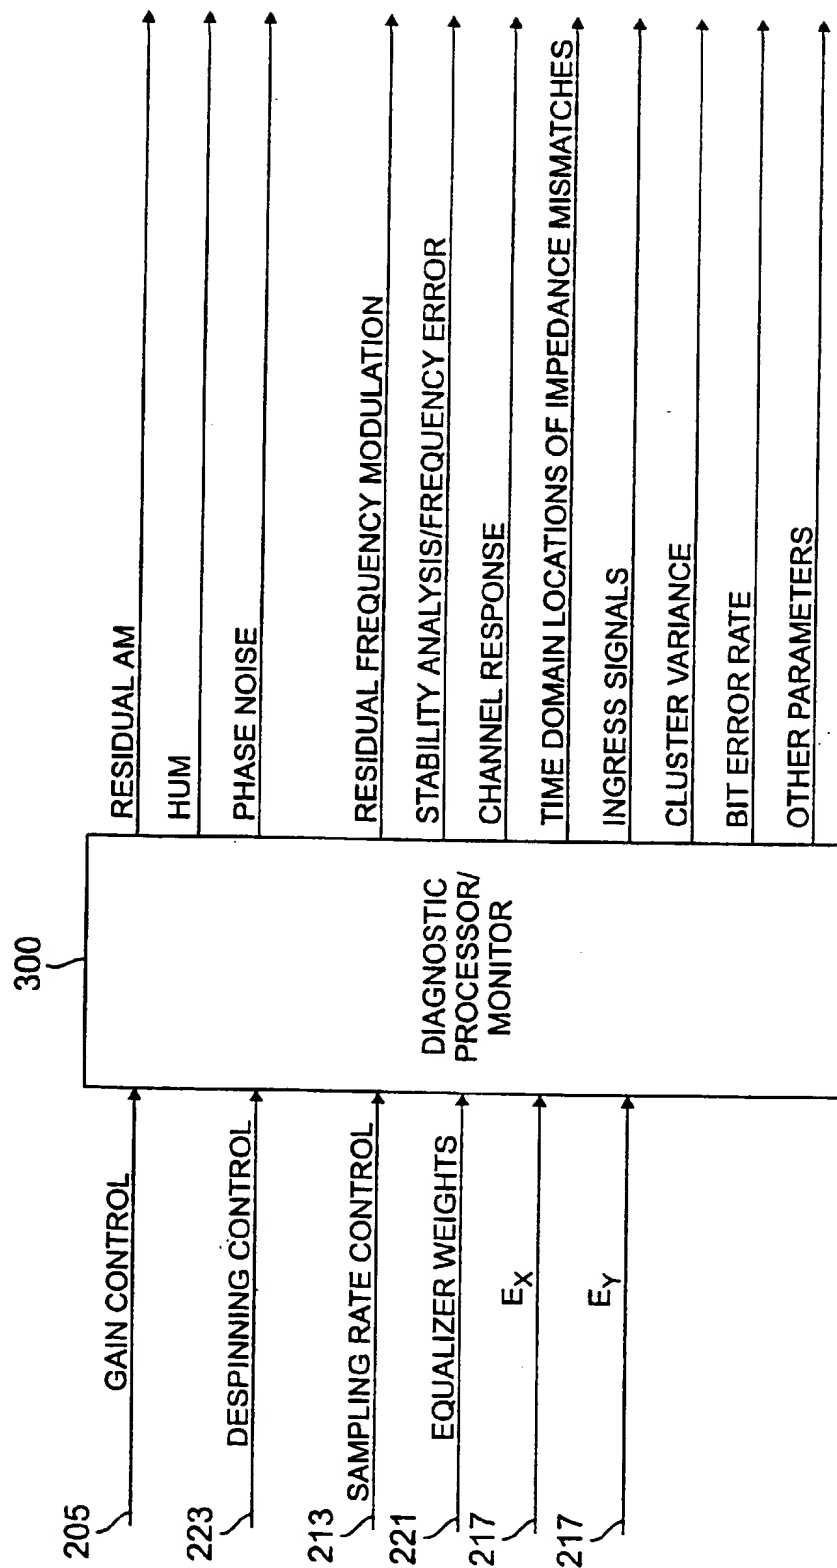 300
205
GAIN CONTROL
223
DESPINNING CONTROL
213
SAMPLING RATE CONTROL
221
EQUALIZER WEIGHTS
217
EX
217
EY
DIAGNOSTIC
PROCESSOR/
MONITOR
RESIDUAL AM
HUM
PHASE NOISE
RESIDUAL FREQUENCY MODULATION
STABILITY ANALYSIS/FREQUENCY ERROR
CHANNEL RESPONSE
TIME DOMAIN LOCATIONS OF IMPEDANCE MISMATCHES
INGRESS SIGNALS
CLUSTER VARIANCE
BIT ERROR RATE
OTHER PARAMETERS